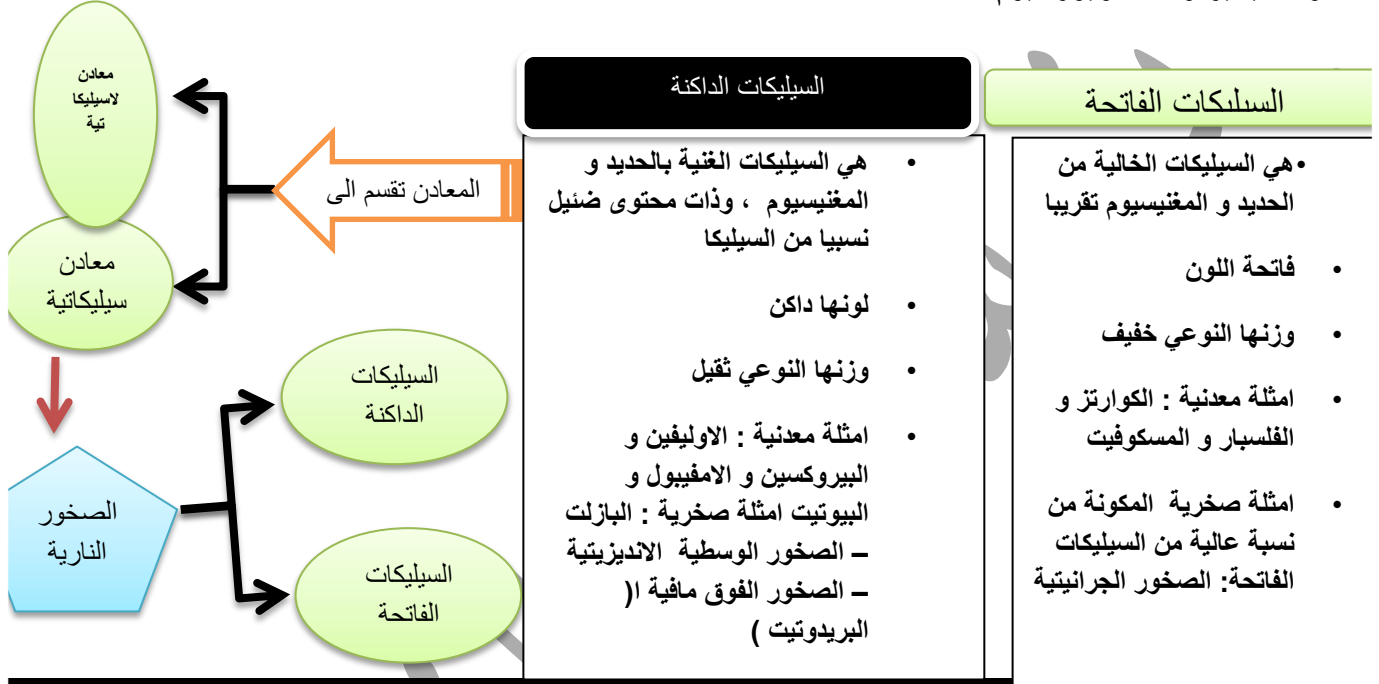 السيليكات الفاتحة
•هي السيليكات الخالية من
الحديد و المغنيسيوم تقريبا
• فاتحة اللون
• وزنها النوعي خفيف
• امثلة معدنية : الكوارتز و
الفلسبار و المسكوفيت
• امثلة صخرية المكونة من
نسبة عالية من السيليكات
الفاتحة: الصخور الجرانيتية
السيليكات الداكنة
• هي السيليكات الغنية بالحديد و
المغنيسيوم ، وذات محتوى ضئيل
نسبيا من السيليكا
• لونها داكن
• وزنها النوعي ثقيل
• امثلة معدنية : الاوليفين و
البيروكسين و الامفيبول و
البيوتيت امثلة صخرية : البازلت
– الصخور الوسطية الانديزيتية
– الصخور الفوق مافية ا(
البريدوتيت )
المعادن تقسم الى
معادن
لاسيليكا
تية
معادن
سيليكاتية
الصخور
النارية
السيليكات
الداكنة
السيليكات
الفاتحة